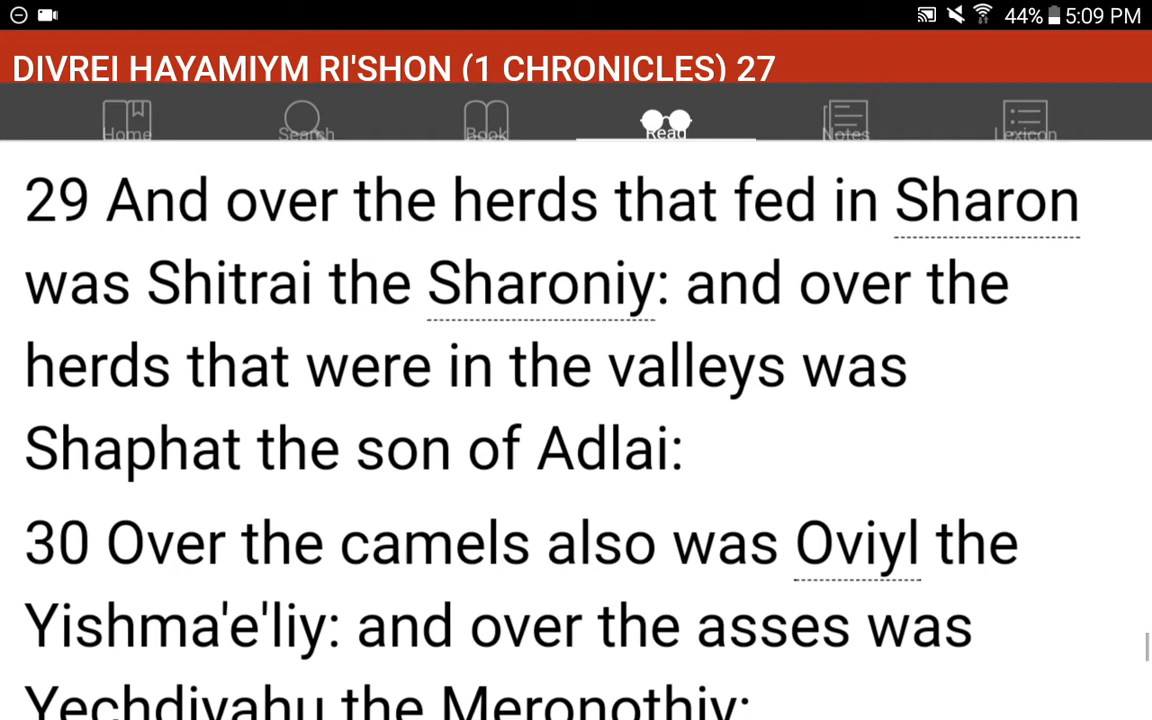 44% 5:09 PM
DIVREI HAYAMIYM RI'SHON (1 CHRONICLES) 27
Home Search Book Read Notes Lexicon
29 And over the herds that fed in Sharon
was Shitrai the Sharoniy: and over the
herds that were in the valleys was
Shaphat the son of Adlai:
30 Over the camels also was Oviyl the
Yishma'e'liy: and over the asses was
Yechdiyahu the Meronothiy: